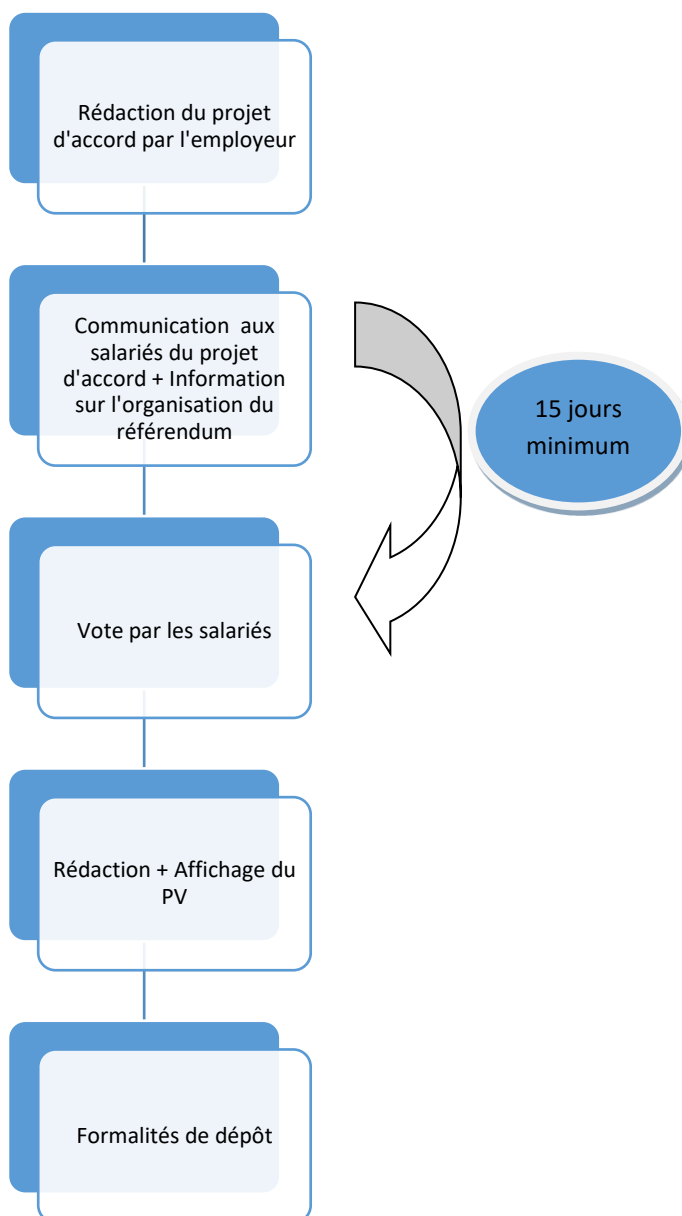 Rédaction du projet
d'accord par l'employeur
Communication aux
salariés du projet
d'accord + Information
sur l'organisation du
référendum
15 jours
minimum
Vote par les salariés
Rédaction + Affichage du
PV
Formalités de dépôt